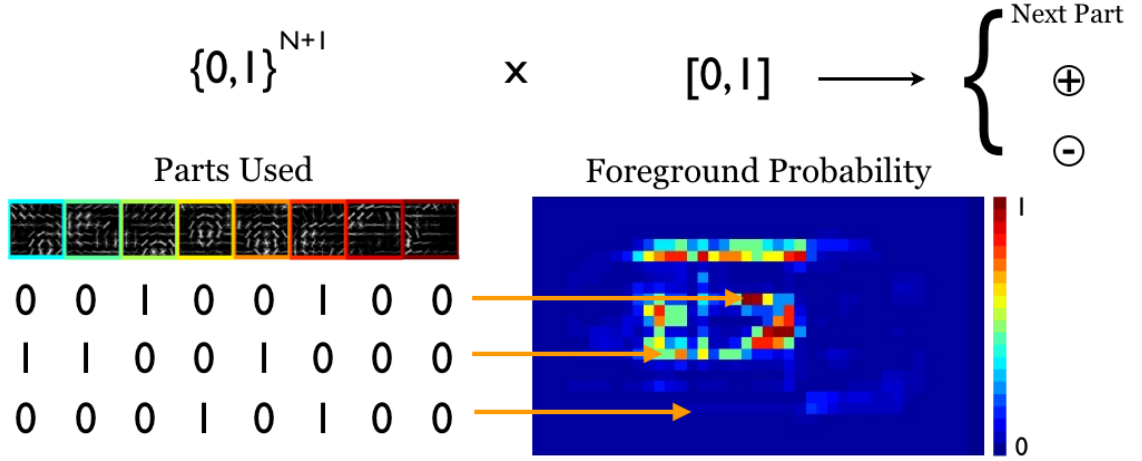 {0,1}^{N+1} x [0,1] → { Next Part
⊕
⊖
Parts Used
Foreground Probability
1
0 0 1 0 0 1 0 0
1 1 0 0 1 0 0 0
0 0 0 1 0 1 0 0
0